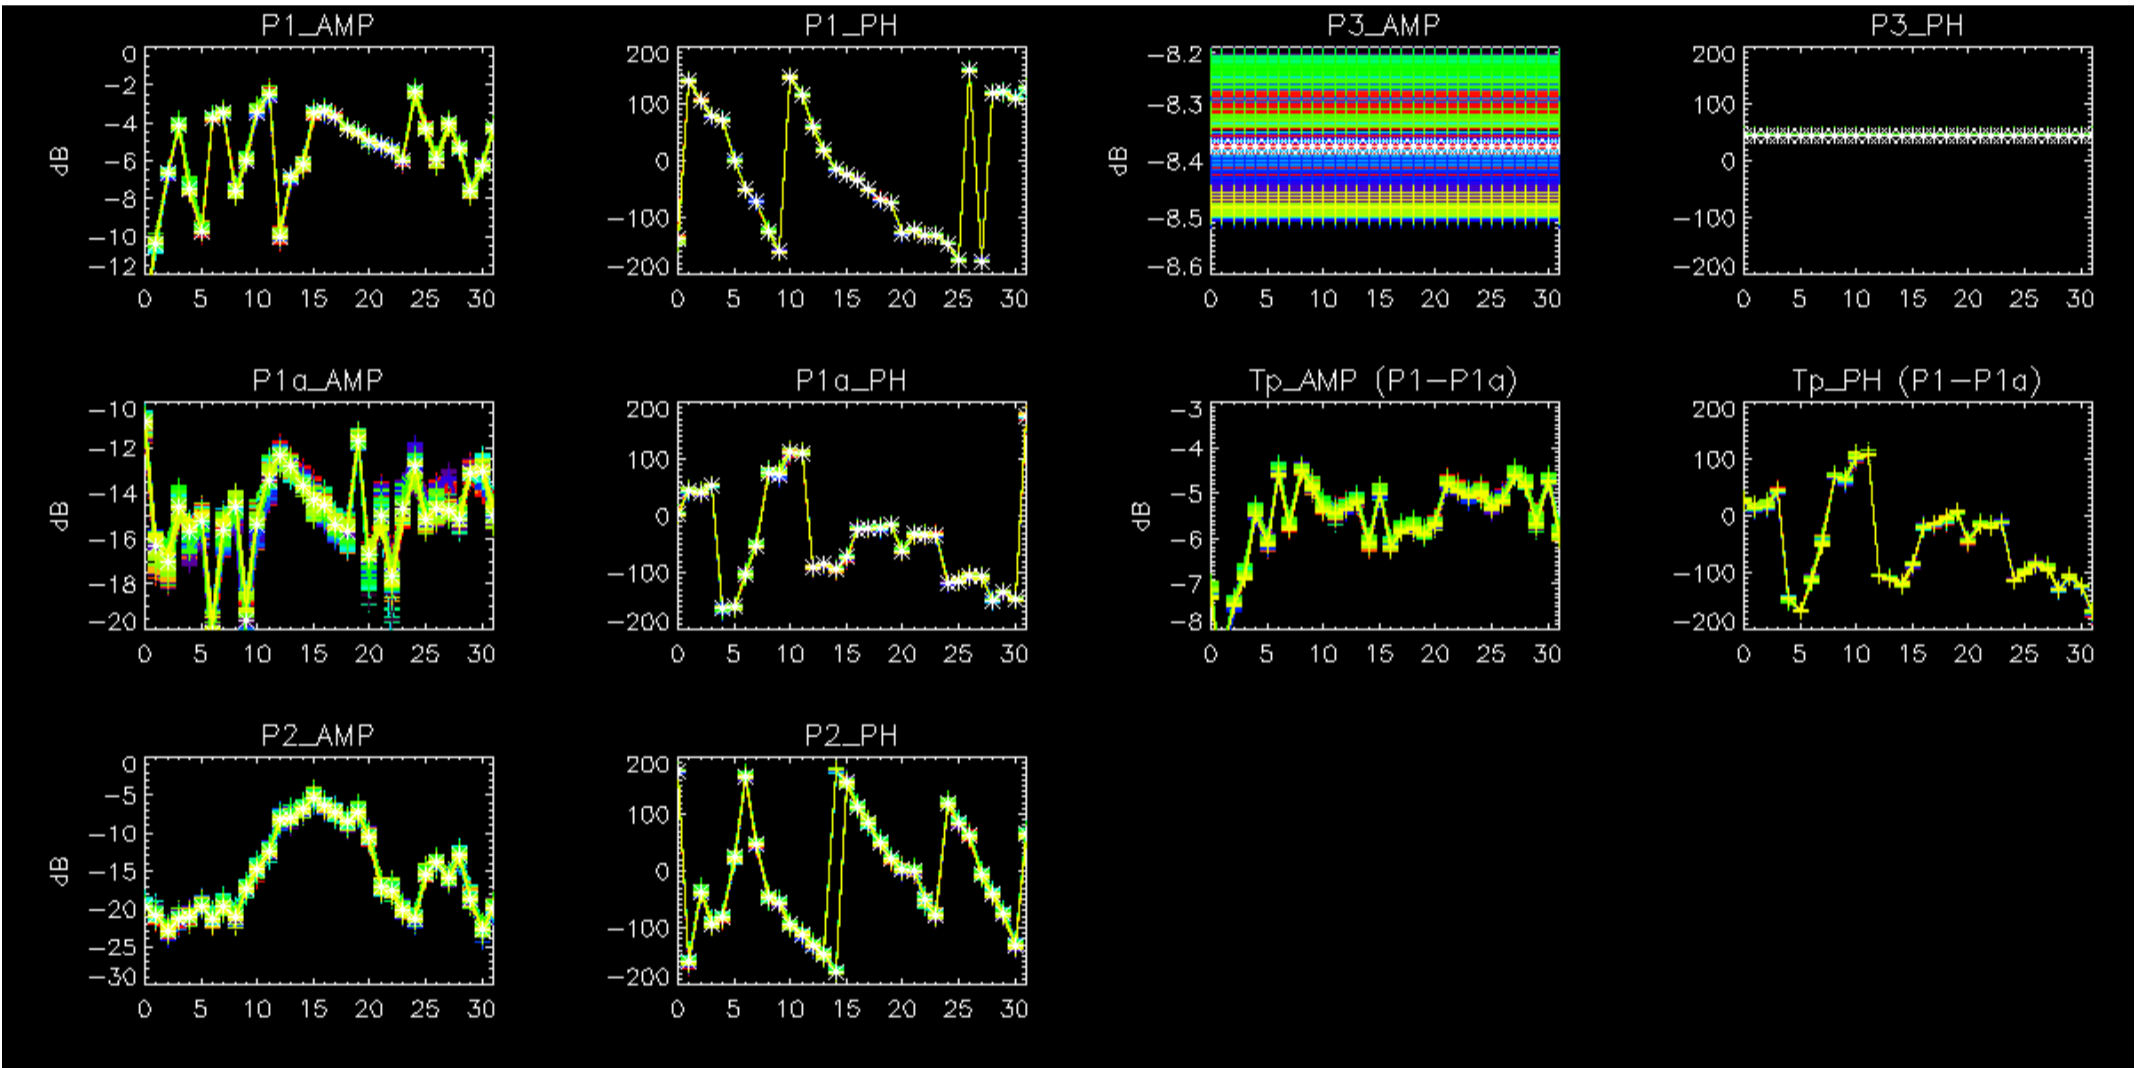 P1_AMP
0
−2
−4
−6
−8
−10
−12
dB
0 5 10 15 20 25 30
P1_PH
200
100
0
−100
−200
0 5 10 15 20 25 30
P3_AMP
−8.2
−8.3
−8.4
−8.5
−8.6
dB
0 5 10 15 20 25 30
P3_PH
200
100
0
−100
−200
0 5 10 15 20 25 30
P1a_AMP
−10
−12
−14
−16
−18
−20
dB
0 5 10 15 20 25 30
P1a_PH
200
100
0
−100
−200
0 5 10 15 20 25 30
Tp_AMP (P1−P1a)
−3
−4
−5
−6
−7
−8
dB
0 5 10 15 20 25 30
Tp_PH (P1−P1a)
200
100
0
−100
−200
0 5 10 15 20 25 30
P2_AMP
0
−5
−10
−15
−20
−25
−30
dB
0 5 10 15 20 25 30
P2_PH
200
100
0
−100
−200
0 5 10 15 20 25 30